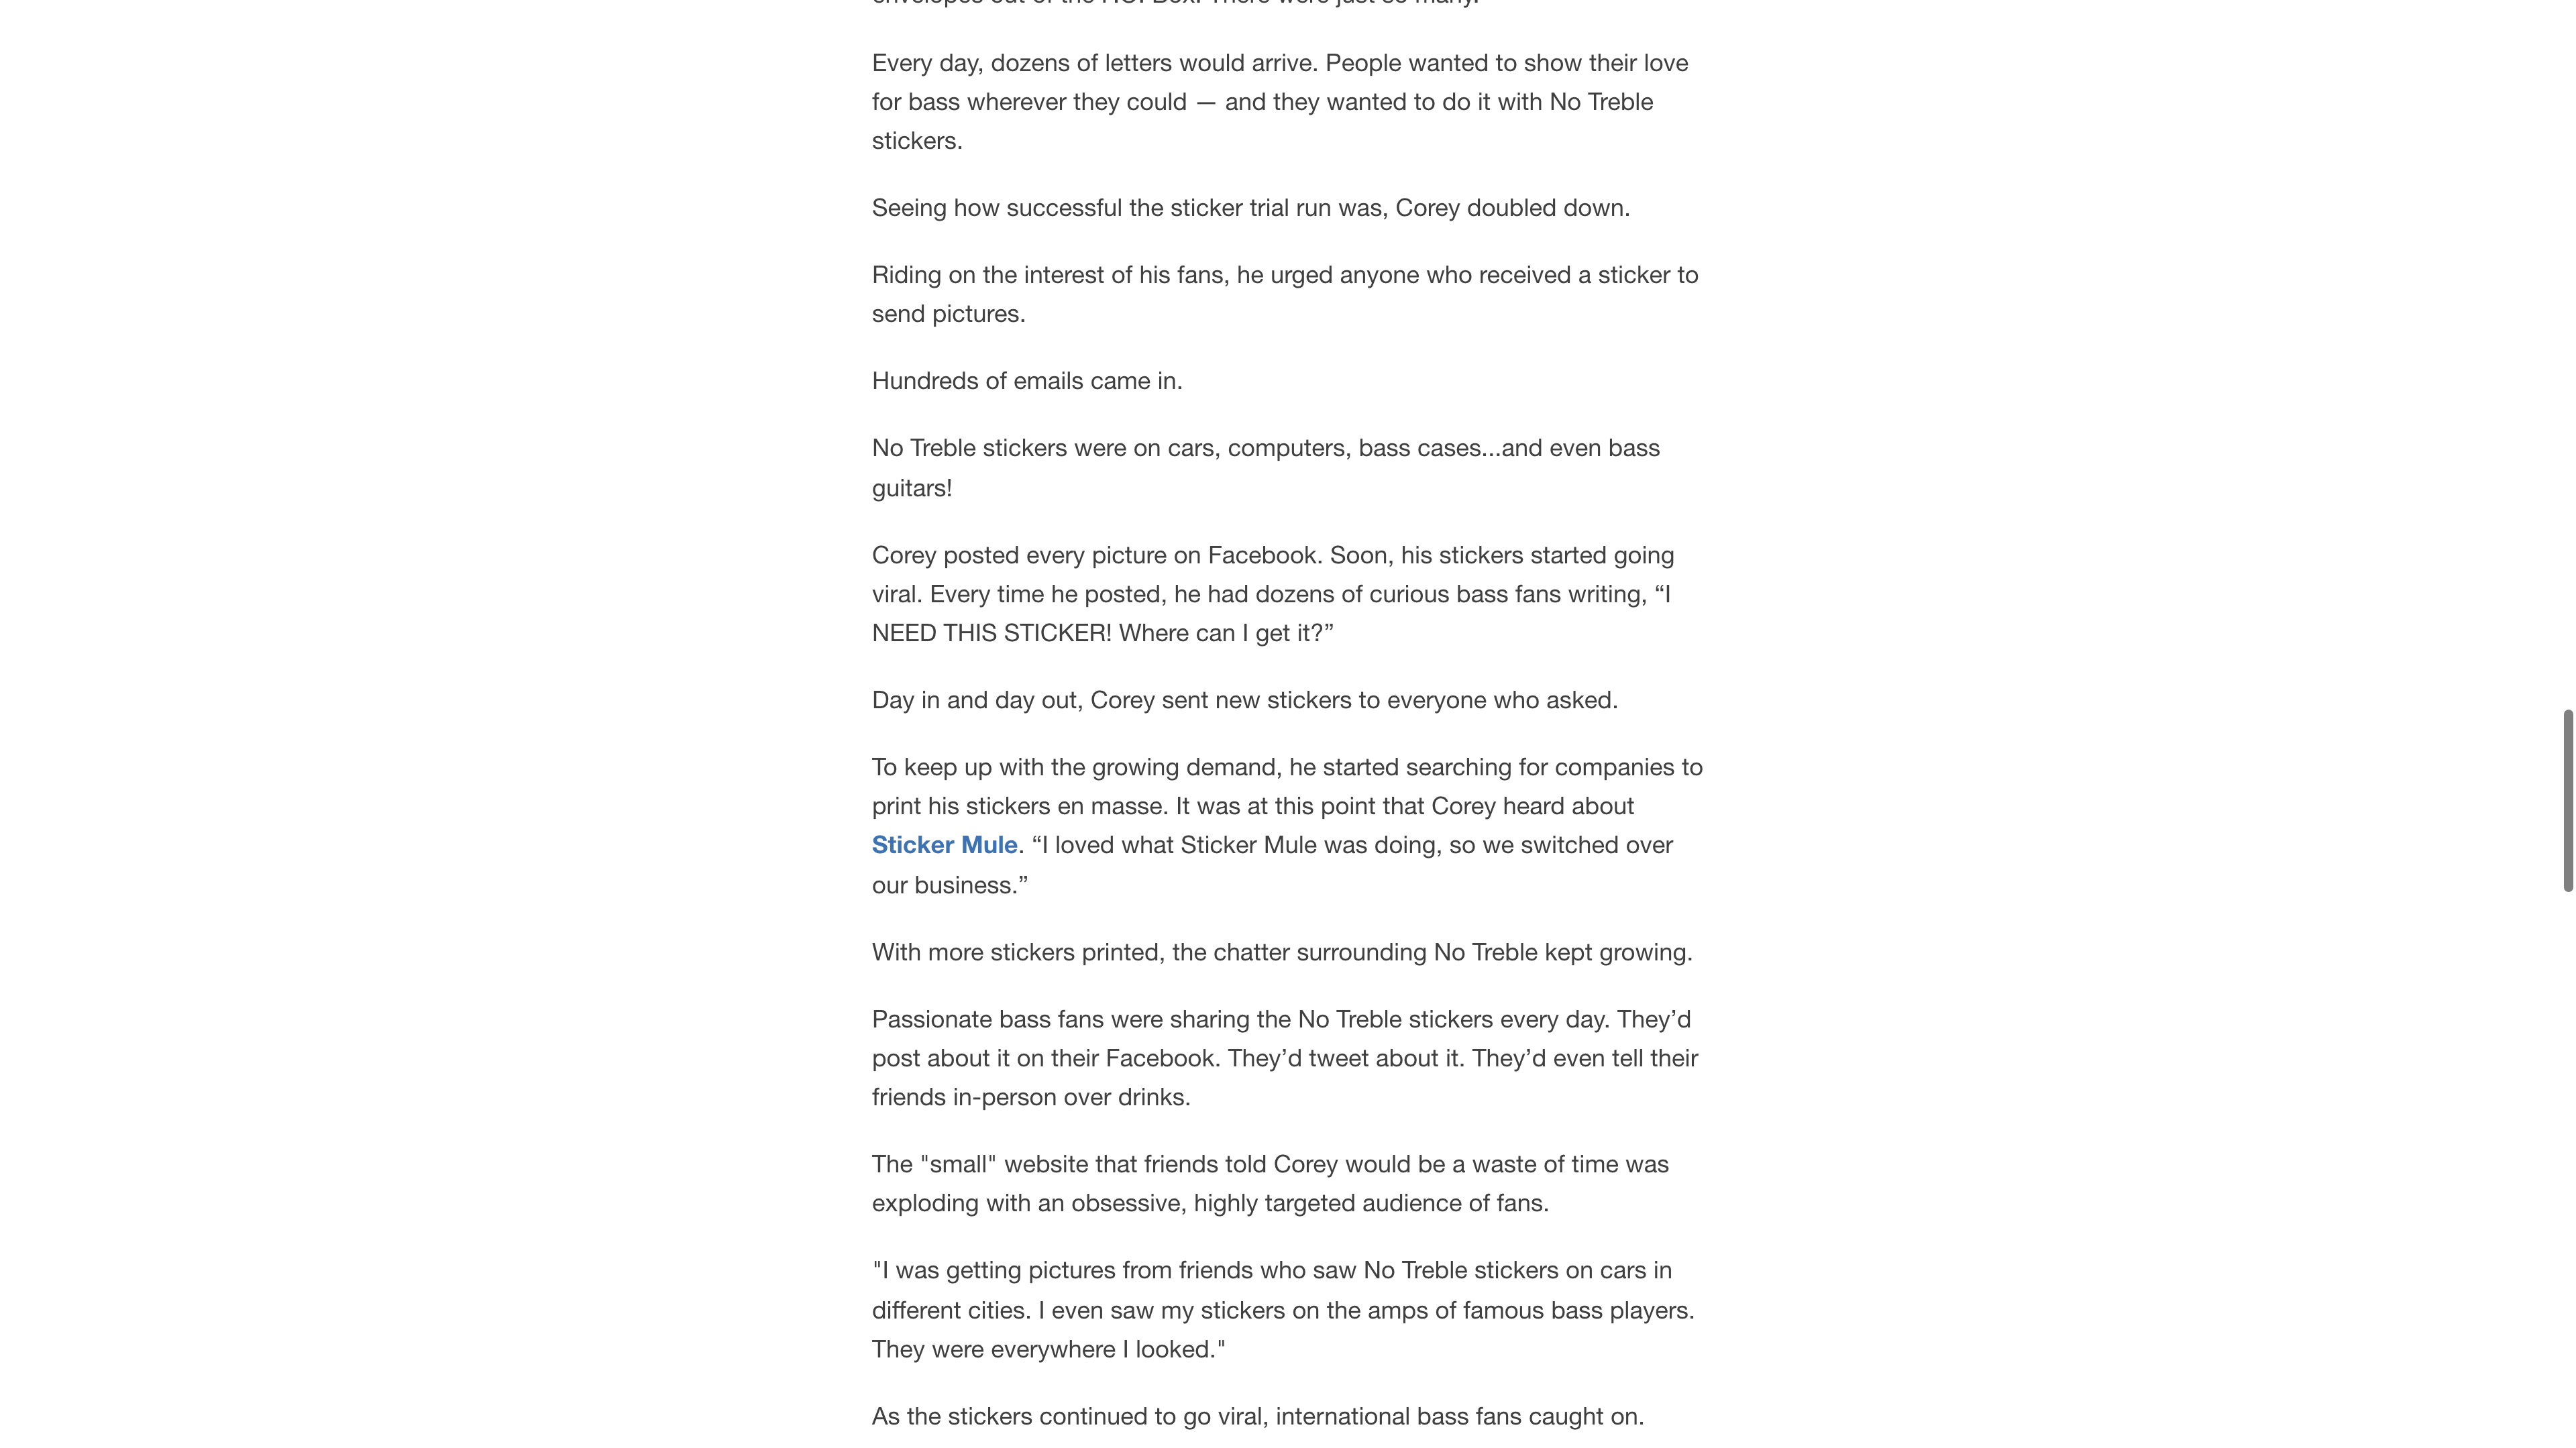 Every day, dozens of letters would arrive. People wanted to show their love
for bass wherever they could — and they wanted to do it with No Treble
stickers.
Seeing how successful the sticker trial run was, Corey doubled down.
Riding on the interest of his fans, he urged anyone who received a sticker to
send pictures.
Hundreds of emails came in.
No Treble stickers were on cars, computers, bass cases...and even bass
guitars!
Corey posted every picture on Facebook. Soon, his stickers started going
viral. Every time he posted, he had dozens of curious bass fans writing, “I
NEED THIS STICKER! Where can I get it?”
Day in and day out, Corey sent new stickers to everyone who asked.
To keep up with the growing demand, he started searching for companies to
print his stickers en masse. It was at this point that Corey heard about
Sticker Mule. “I loved what Sticker Mule was doing, so we switched over
our business.”
With more stickers printed, the chatter surrounding No Treble kept growing.
Passionate bass fans were sharing the No Treble stickers every day. They’d
post about it on their Facebook. They’d tweet about it. They’d even tell their
friends in-person over drinks.
The "small" website that friends told Corey would be a waste of time was
exploding with an obsessive, highly targeted audience of fans.
"I was getting pictures from friends who saw No Treble stickers on cars in
different cities. I even saw my stickers on the amps of famous bass players.
They were everywhere I looked."
As the stickers continued to go viral, international bass fans caught on.